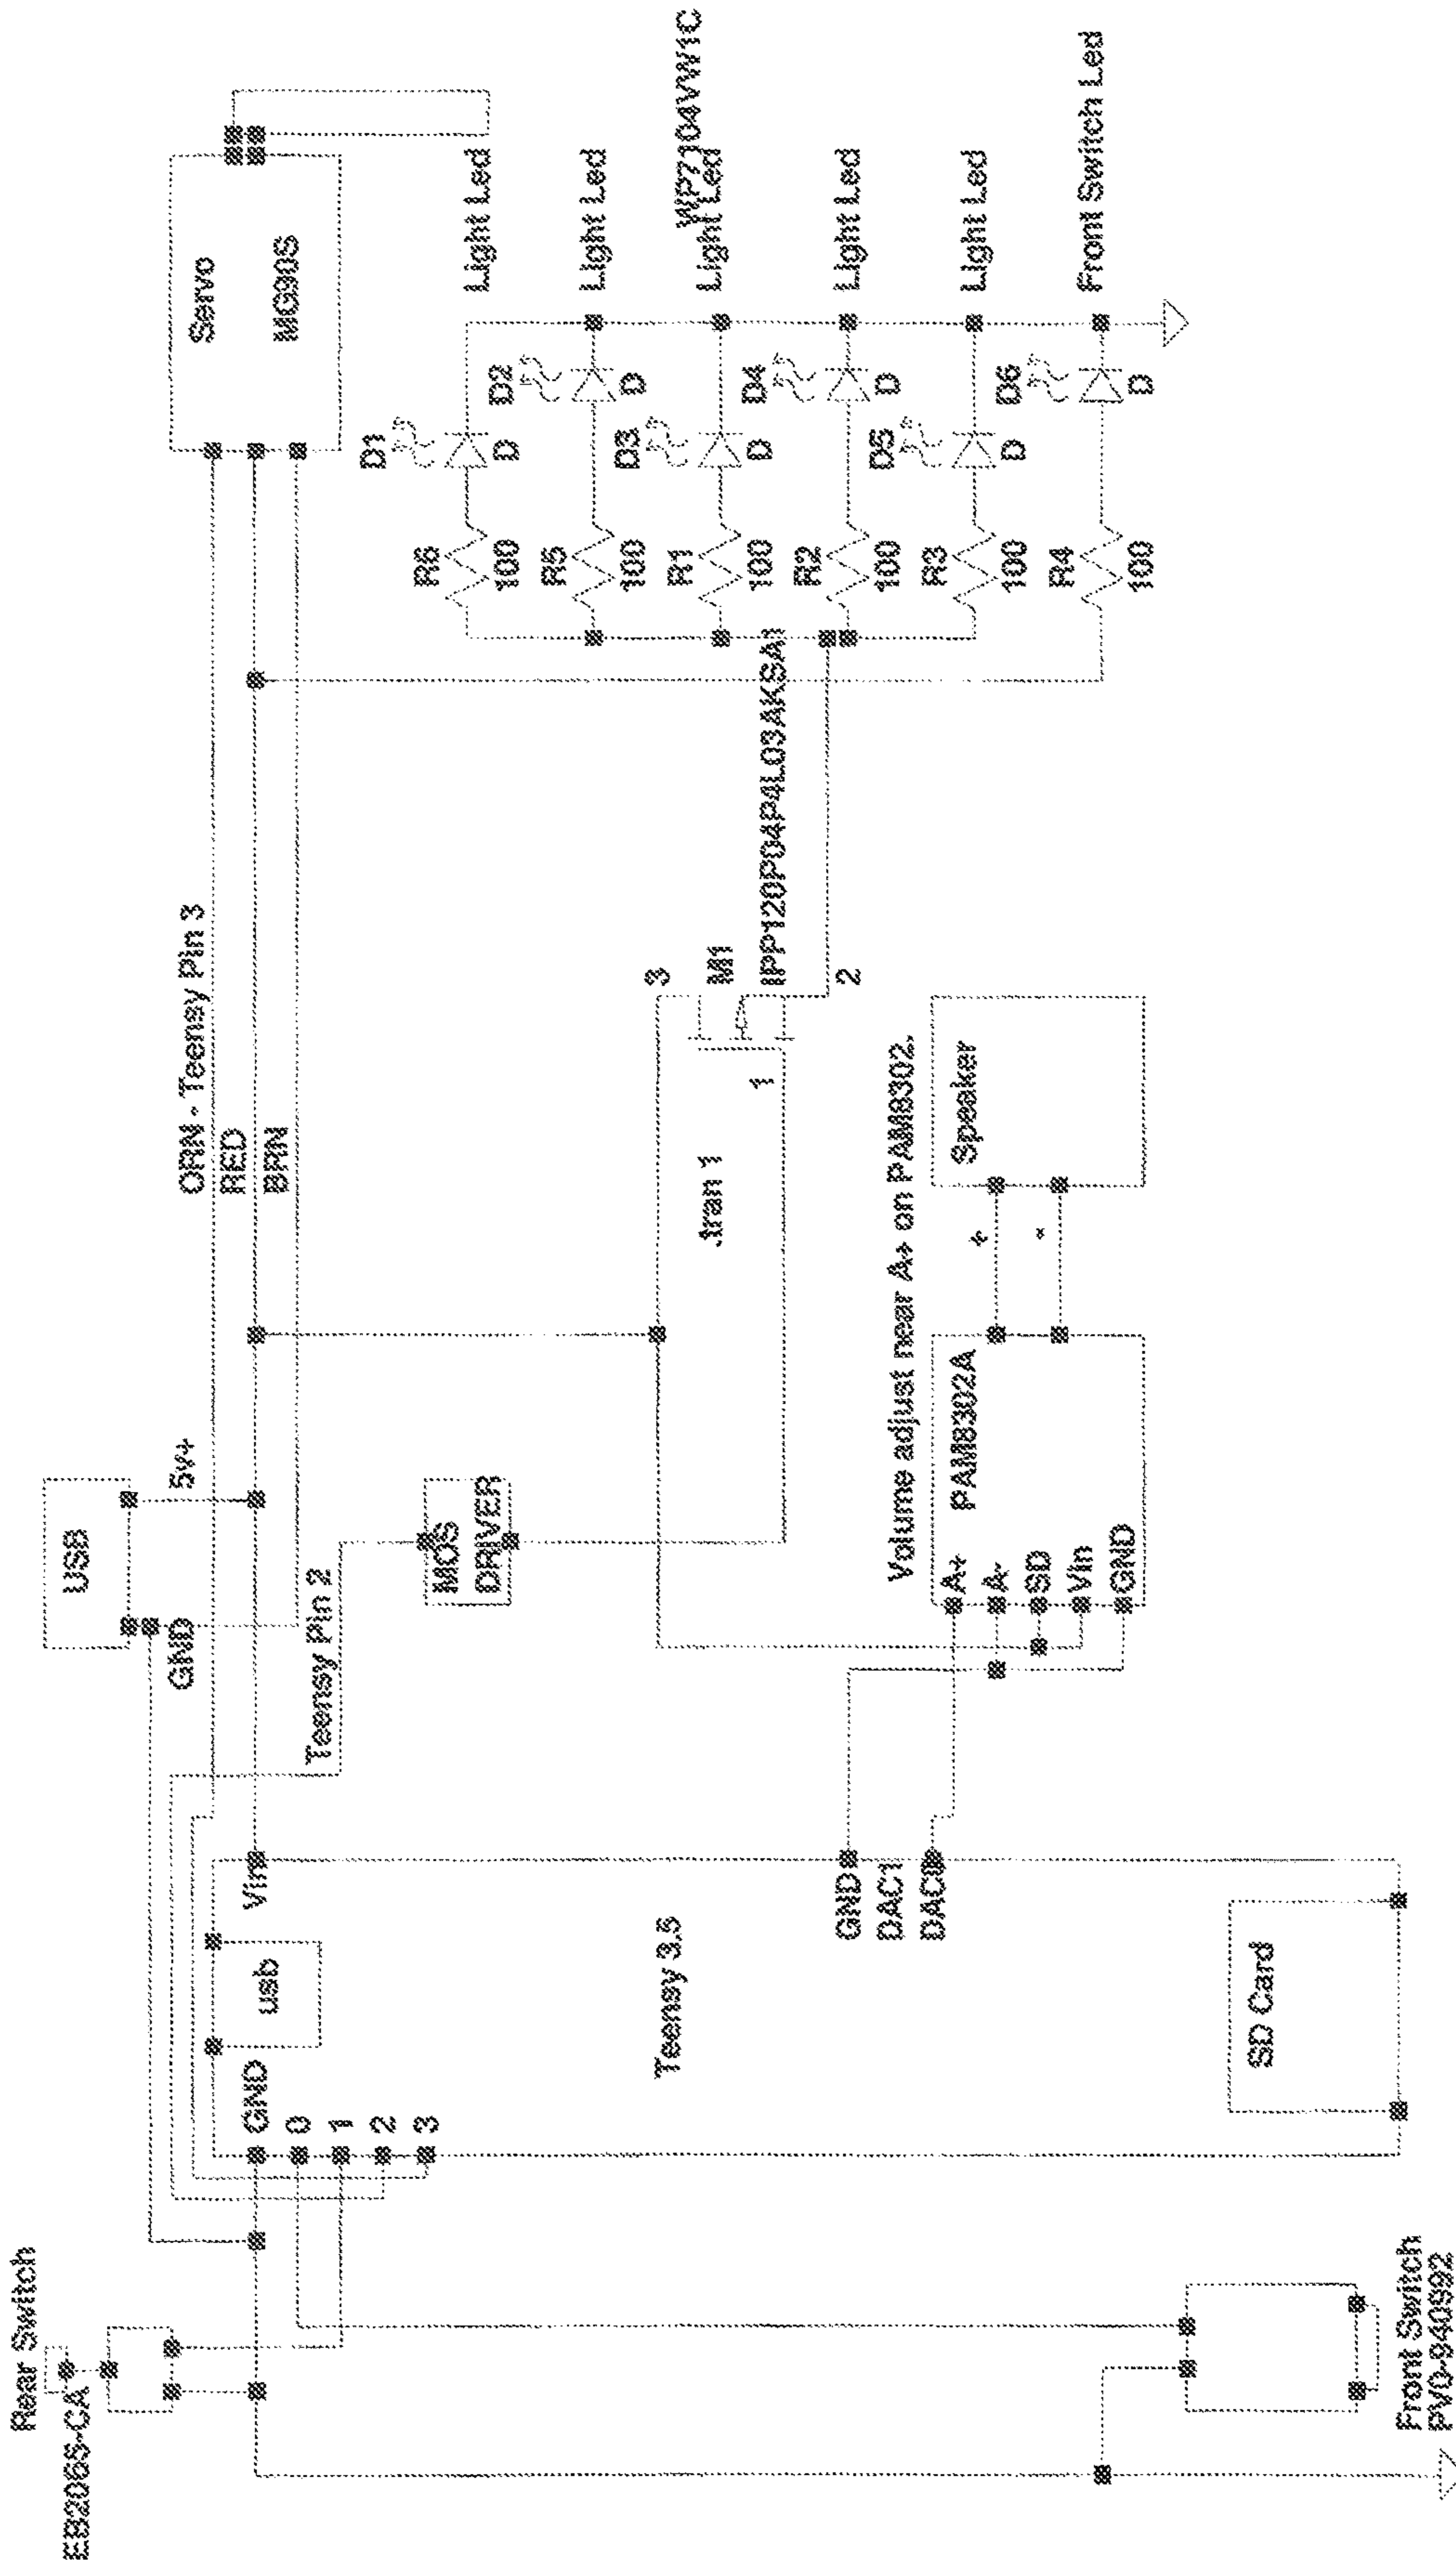 Rear Switch
EB2065-CA
USB
GND
5v+
ORN - Teensy Pin 3
RED
BRN
Servo
MG90S
Teensy Pin 2
GND
0
1
2
3
usb
Vin
Teensy 3.5
GND
DAC1
DAC0
SD Card
Front Switch
PV0-940992
MOS
DRIVER
.tran 1
3
M1
1
2
IPP120P04P4L03AKSA1
Volume adjust near A+ on PAM8302.
PAM8302A
A+
A-
SD
Vin
GND
+
-
Speaker
R6
100
D1
D
Light Led
R5
100
D2
D
Light Led
R1
100
D3
D
WP7104VW1C
Light Led
R2
100
D4
D
Light Led
R3
100
D5
D
Light Led
R4
100
D6
D
Front Switch Led